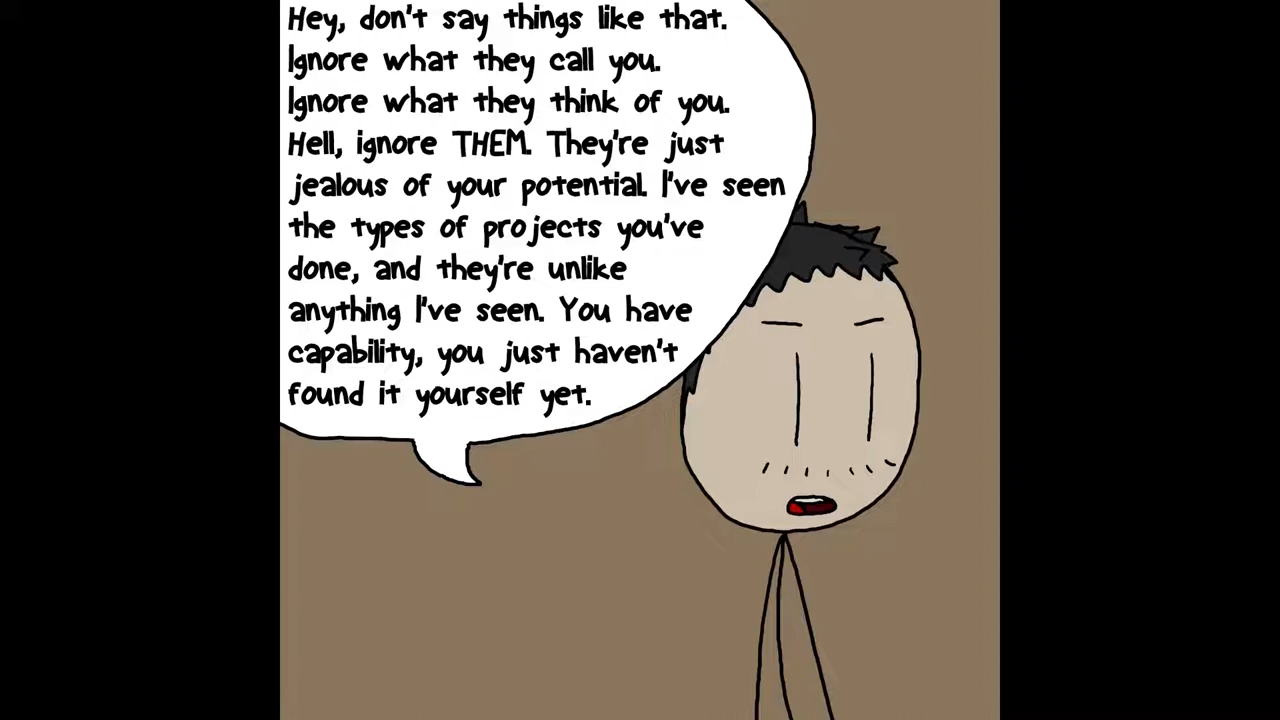 Hey, don't say things like that.
Ignore what they call you.
Ignore what they think of you.
Hell, ignore THEM. They're just
jealous of your potential. I've seen
the types of projects you've
done, and they're unlike
anything I've seen. You have
capability, you just haven't
found it yourself yet.